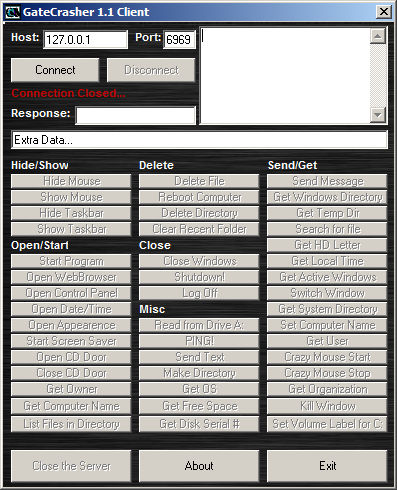 GateCrasher 1.1 Client
Host: 127.0.0.1 Port: 6969
Connect Disconnect
Connection Closed...
Response:
Extra Data...
Hide/Show Delete Send/Get
Hide Mouse Delete File Send Message
Show Mouse Reboot Computer Get Windows Directory
Hide Taskbar Delete Directory Get Temp Dir
Show Taskbar Clear Recent Folder Search for file
Open/Start Close Get HD Letter
Start Program Close Windows Get Local Time
Open WebBrowser Shutdown! Get Active Windows
Open Control Panel Log Off Switch Window
Open Date/Time Misc Get System Directory
Open Appearence Read from Drive A: Set Computer Name
Start Screen Saver PING! Get User
Open CD Door Send Text Crazy Mouse Start
Close CD Door Make Directory Crazy Mouse Stop
Get Owner Get OS Get Organization
Get Computer Name Get Free Space Kill Window
List Files in Directory Get Disk Serial # Set Volume Label for C:
Close the Server About Exit